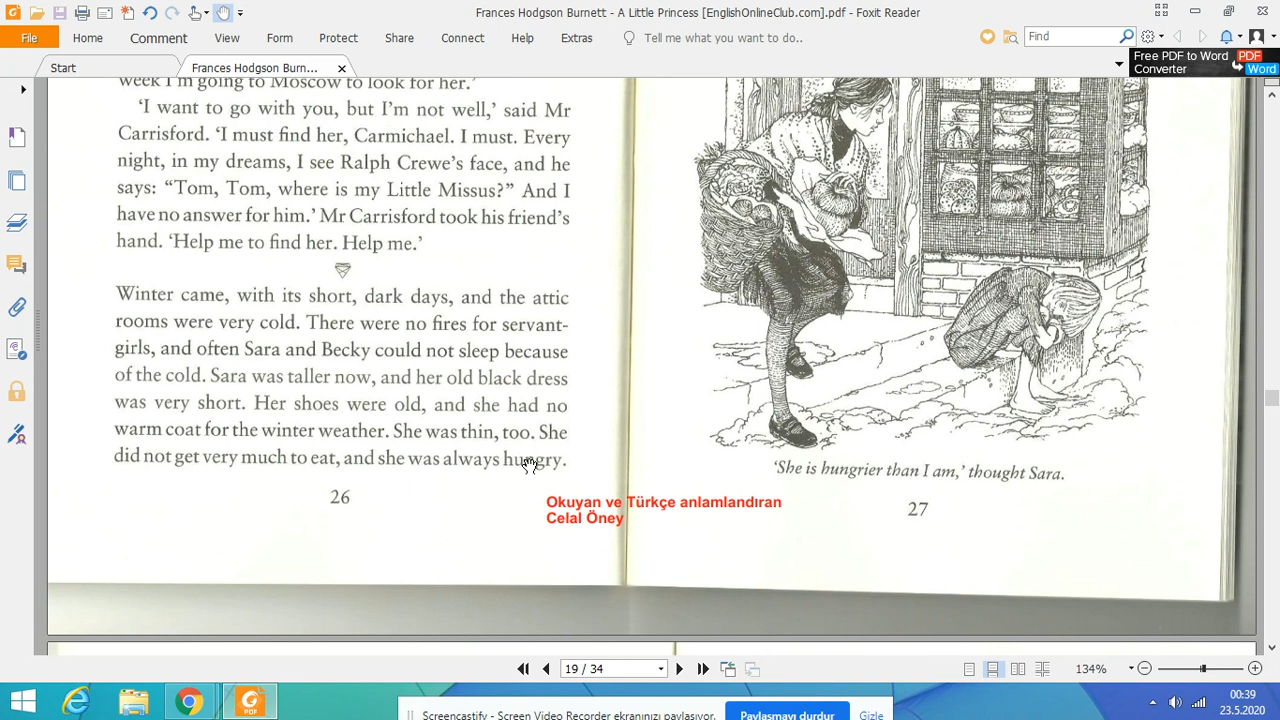 Frances Hodgson Burnett - A Little Princess [EnglishOnlineClub.com].pdf - Foxit Reader
File Home Comment View Form Protect Share Connect Help Extras Tell me what you want to do.. Find
Start Frances Hodgson Burn...
Free PDF to Word Converter PDF Word
week I'm going to Moscow to look for her.'
'I want to go with you, but I'm not well,' said Mr
Carrisford. 'I must find her, Carmichael. I must. Every
night, in my dreams, I see Ralph Crewe's face, and he
says: "Tom, Tom, where is my Little Missus?" And I
have no answer for him.' Mr Carrisford took his friend's
hand. 'Help me to find her. Help me.'
Winter came, with its short, dark days, and the attic
rooms were very cold. There were no fires for servant-
girls, and often Sara and Becky could not sleep because
of the cold. Sara was taller now, and her old black dress
was very short. Her shoes were old, and she had no
warm coat for the winter weather. She was thin, too. She
did not get very much to eat, and she was always hungry.
26
'She is hungrier than I am,' thought Sara.
27
Okuyan ve Türkçe anlamlandıran
Celal Öney
19 / 34
134%
PDF
Screencastify - Screen Video Recorder ekranınızı paylaşıyor. Paylaşmayı durdur Gizle
00:39
23.5.2020